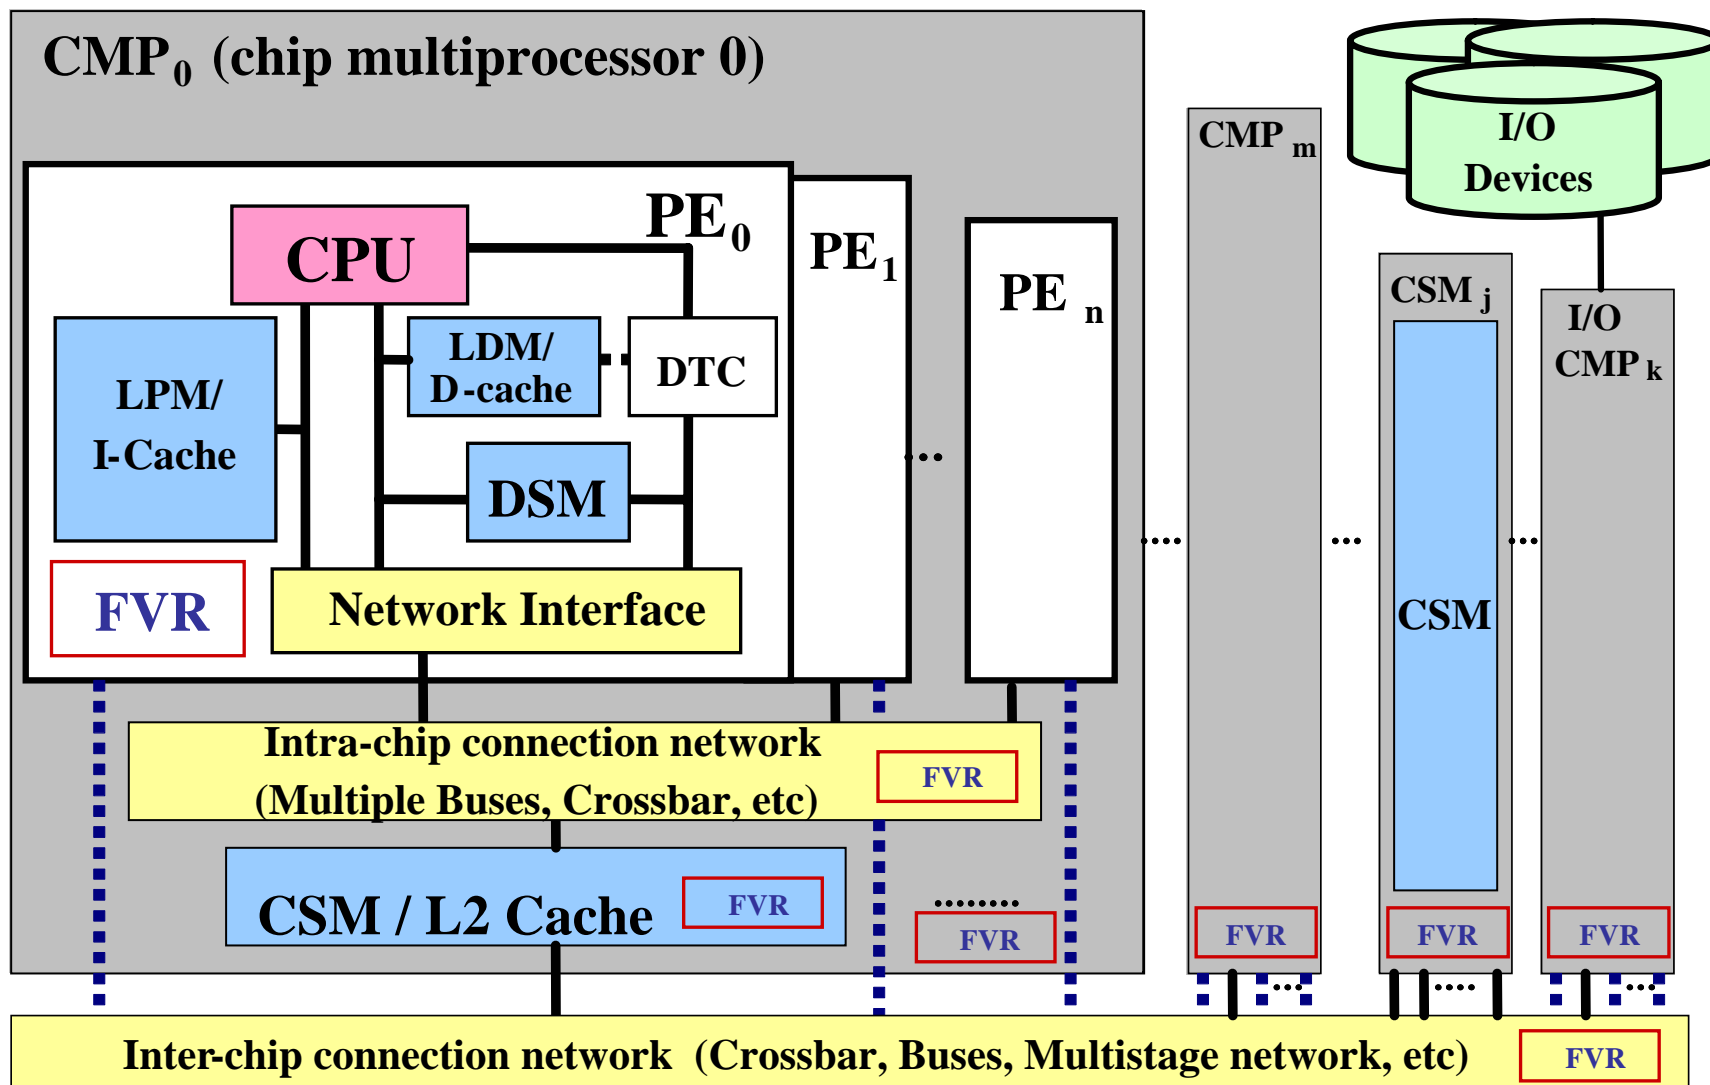 CMP0 (chip multiprocessor 0)
CMP m
I/O
Devices
PE0
CPU
PE1
PE n
CSM j
I/O
CMP k
LPM/
I-Cache
LDM/
D-cache
DTC
DSM
CSM
FVR
Network Interface
Intra-chip connection network
(Multiple Buses, Crossbar, etc)
FVR
CSM / L2 Cache
FVR
FVR
FVR
FVR
FVR
Inter-chip connection network (Crossbar, Buses, Multistage network, etc)
FVR